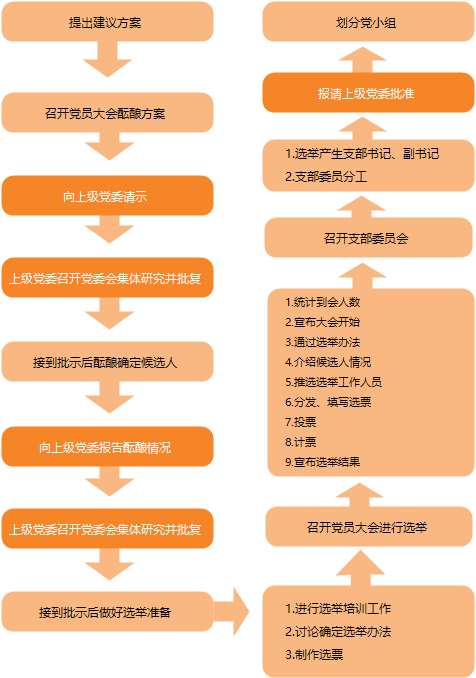 提出建议方案
召开党员大会酝酿方案
向上级党委请示
上级党委召开党委会集体研究并批复
接到批示后酝酿确定候选人
向上级党委报告酝酿情况
上级党委召开党委会集体研究并批复
接到批示后做好选举准备
1.进行选举培训工作
2.讨论确定选举办法
3.制作选票
召开党员大会进行选举
1.统计到会人数
2.宣布大会开始
3.通过选举办法
4.介绍候选人情况
5.推选选举工作人员
6.分发、填写选票
7.投票
8.计票
9.宣布选举结果
召开支部委员会
1.选举产生支部书记、副书记
2.支部委员分工
报请上级党委批准
划分党小组